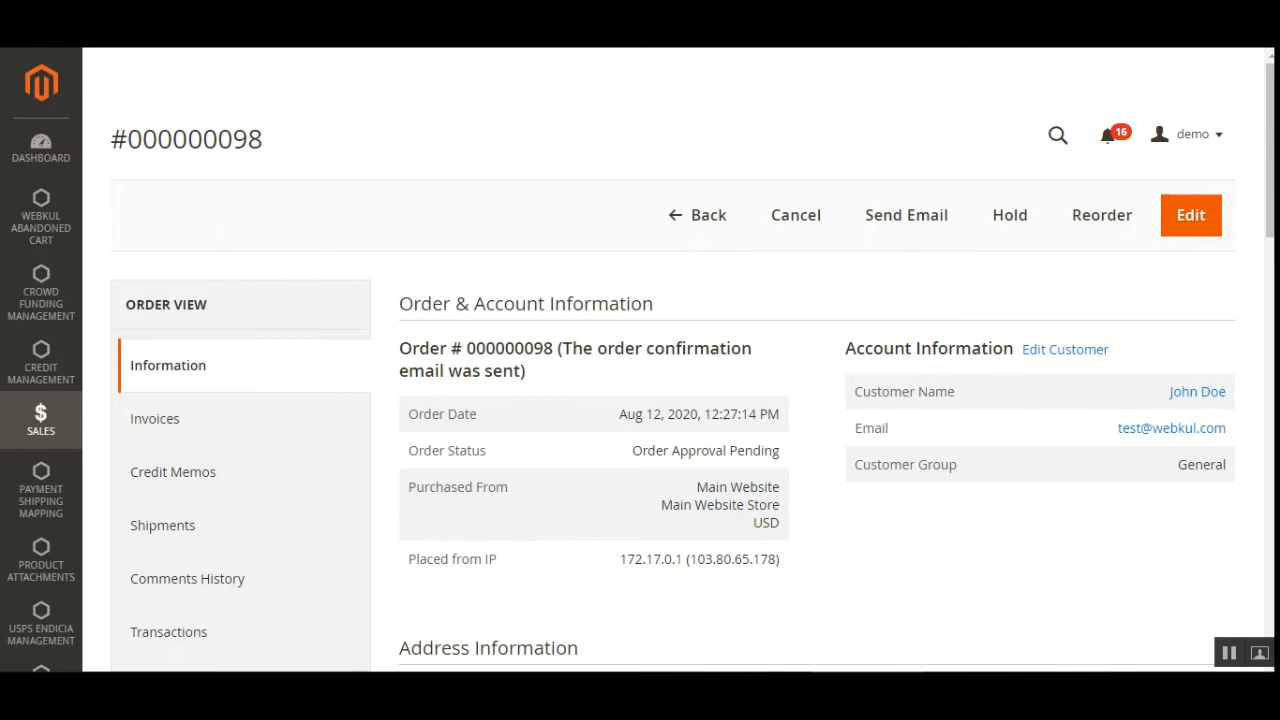 #000000098
16
demo
DASHBOARD
WEBKUL
ABANDONED
CART
CROWD
FUNDING
MANAGEMENT
CREDIT
MANAGEMENT
$
SALES
PAYMENT
SHIPPING
MAPPING
PRODUCT
ATTACHMENTS
USPS ENDICIA
MANAGEMENT
← Back
Cancel
Send Email
Hold
Reorder
Edit
ORDER VIEW
Information
Invoices
Credit Memos
Shipments
Comments History
Transactions
Order & Account Information
Order # 000000098 (The order confirmation
email was sent)
Order Date Aug 12, 2020, 12:27:14 PM
Order Status Order Approval Pending
Purchased From Main Website
Main Website Store
USD
Placed from IP 172.17.0.1 (103.80.65.178)
Account Information Edit Customer
Customer Name John Doe
Email test@webkul.com
Customer Group General
Address Information